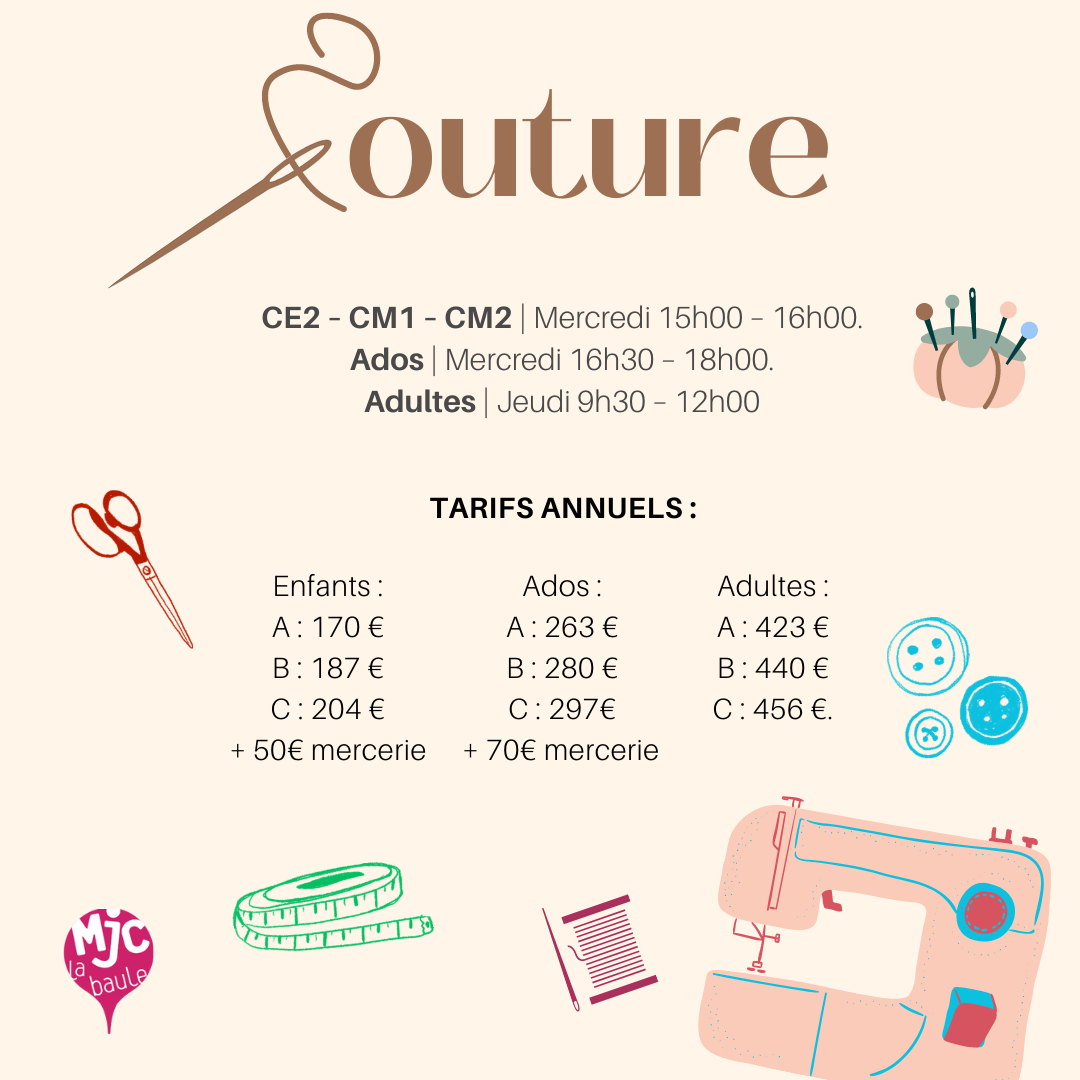 Couture
CE2 – CM1 – CM2 | Mercredi 15h00 – 16h00.
Ados | Mercredi 16h30 – 18h00.
Adultes | Jeudi 9h30 – 12h00
TARIFS ANNUELS :
Enfants :
A : 170 €
B : 187 €
C : 204 €
+ 50€ mercerie
Ados :
A : 263 €
B : 280 €
C : 297€
+ 70€ mercerie
Adultes :
A : 423 €
B : 440 €
C : 456 €.
MJC
la
baule